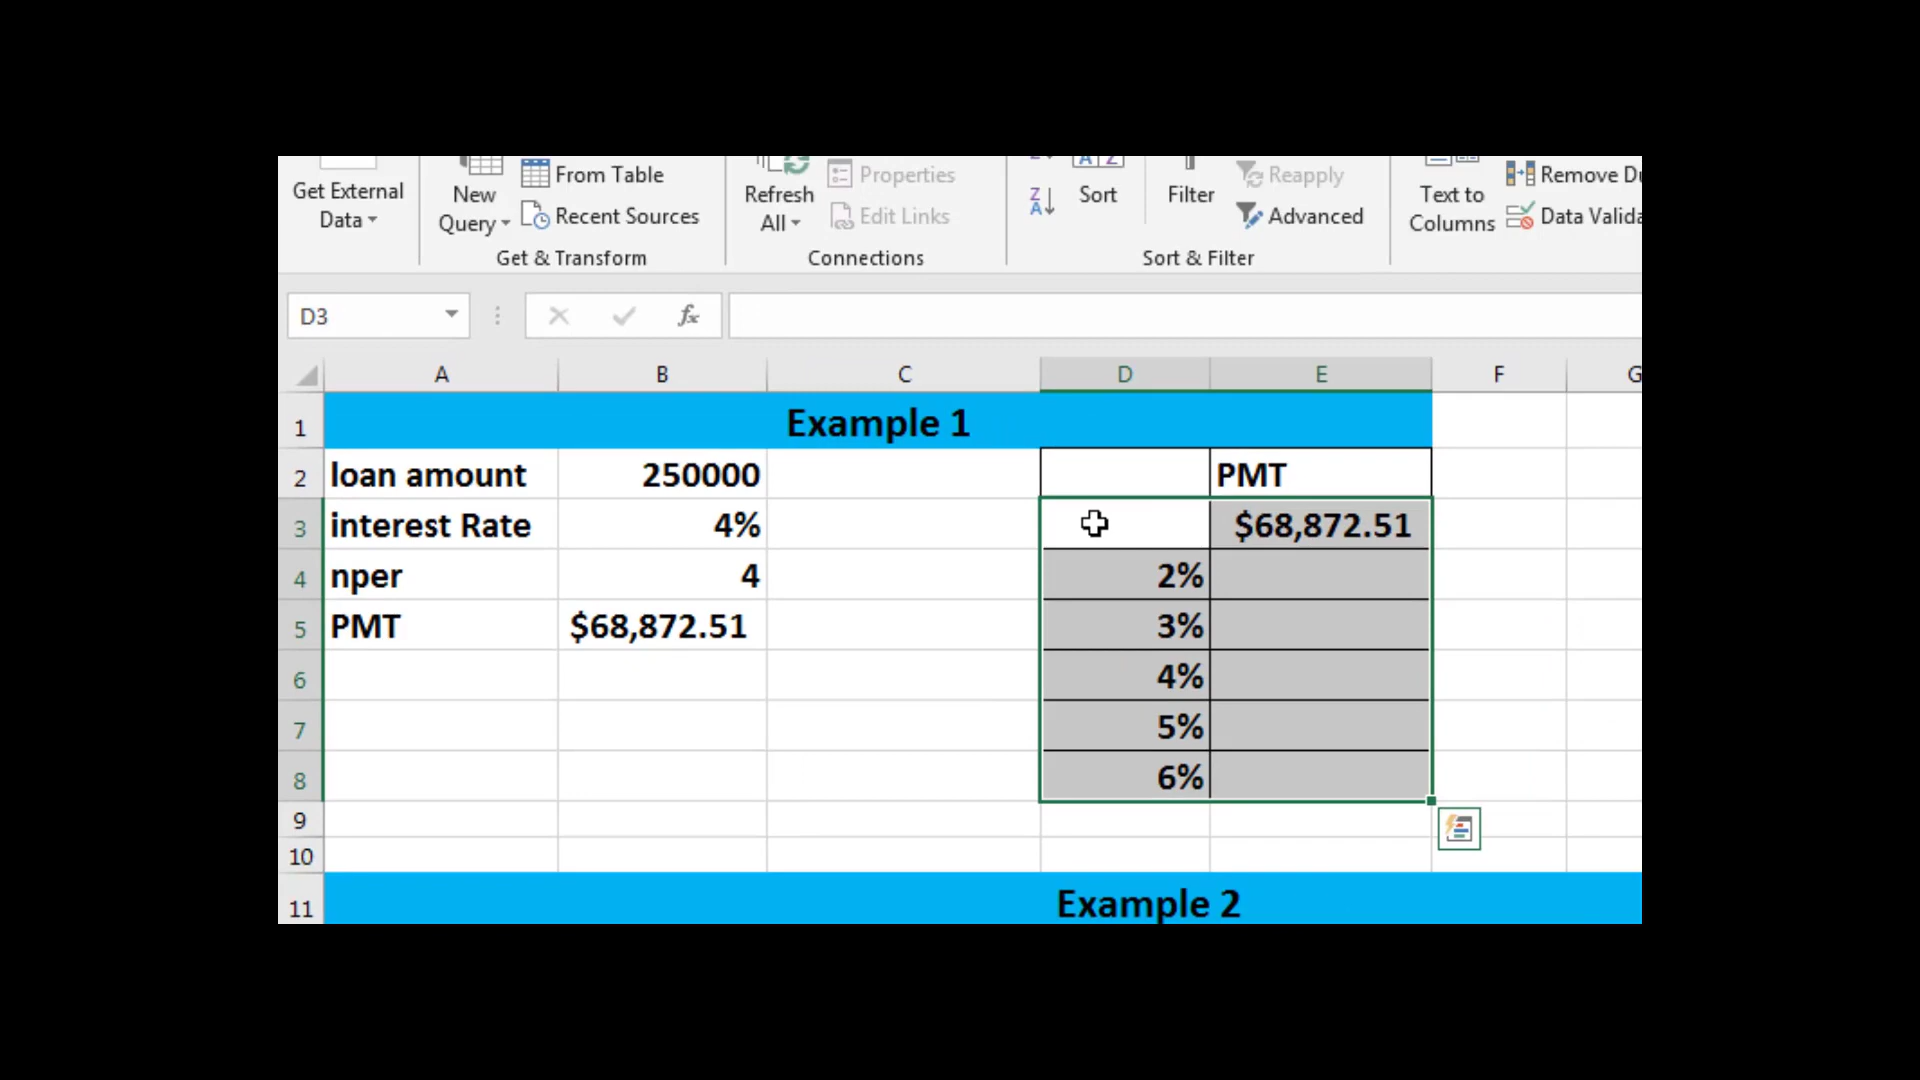 Get External
Data
New
Query
From Table
Recent Sources
Get & Transform
Refresh
All
Properties
Edit Links
Connections
Z
A
A Z
Sort
Filter
Reapply
Advanced
Sort & Filter
Text to
Columns
Remove Du
Data Valida
D3
fx
A B C D E F G
1 Example 1
2 loan amount 250000 PMT
3 interest Rate 4% $68,872.51
4 nper 4 2%
5 PMT $68,872.51 3%
6 4%
7 5%
8 6%
9
10
11 Example 2